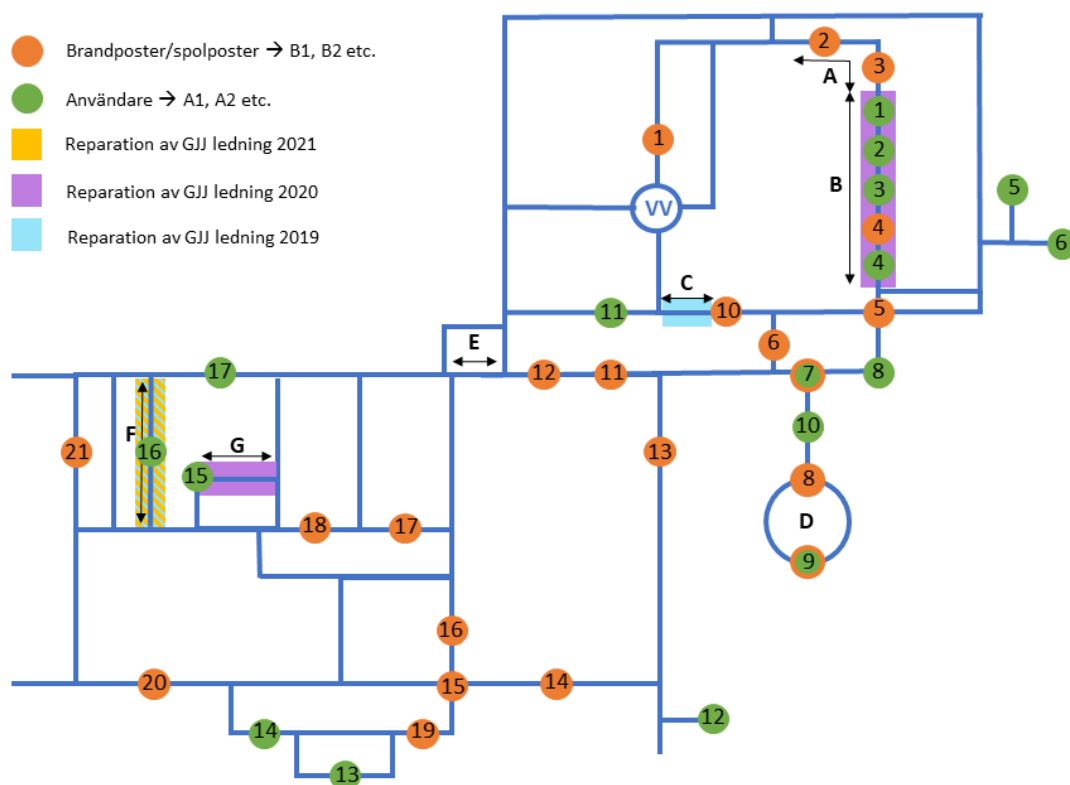 Brandposter/spolposter → B1, B2 etc.
Användare → A1, A2 etc.
Reparation av GJJ ledning 2021
Reparation av GJJ ledning 2020
Reparation av GJJ ledning 2019
2
3
A
1
1
2
B
3
5
VV
4
6
4
C
11
10
5
E
6
17
12
11
7
8
F
10
21
16
G
13
15
8
18
17
D
9
16
20
15
14
14
19
12
13